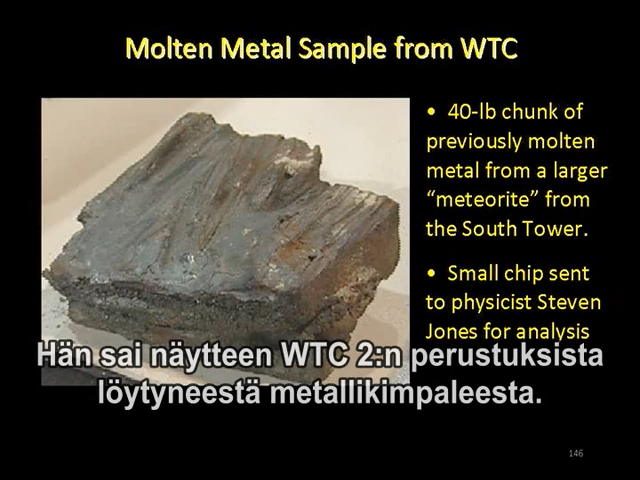 Molten Metal Sample from WTC
• 40-lb chunk of
previously molten
metal from a larger
“meteorite” from
the South Tower.
• Small chip sent
to physicist Steven
Jones for analysis
Hän sai näytteen WTC 2:n perustuksista
löytyneestä metallikimpaleesta.
146